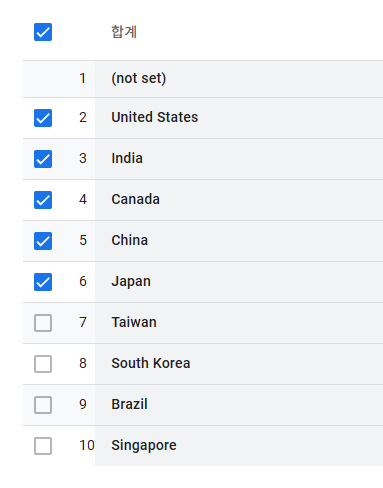 합계
1 (not set)
2 United States
3 India
4 Canada
5 China
6 Japan
7 Taiwan
8 South Korea
9 Brazil
10 Singapore